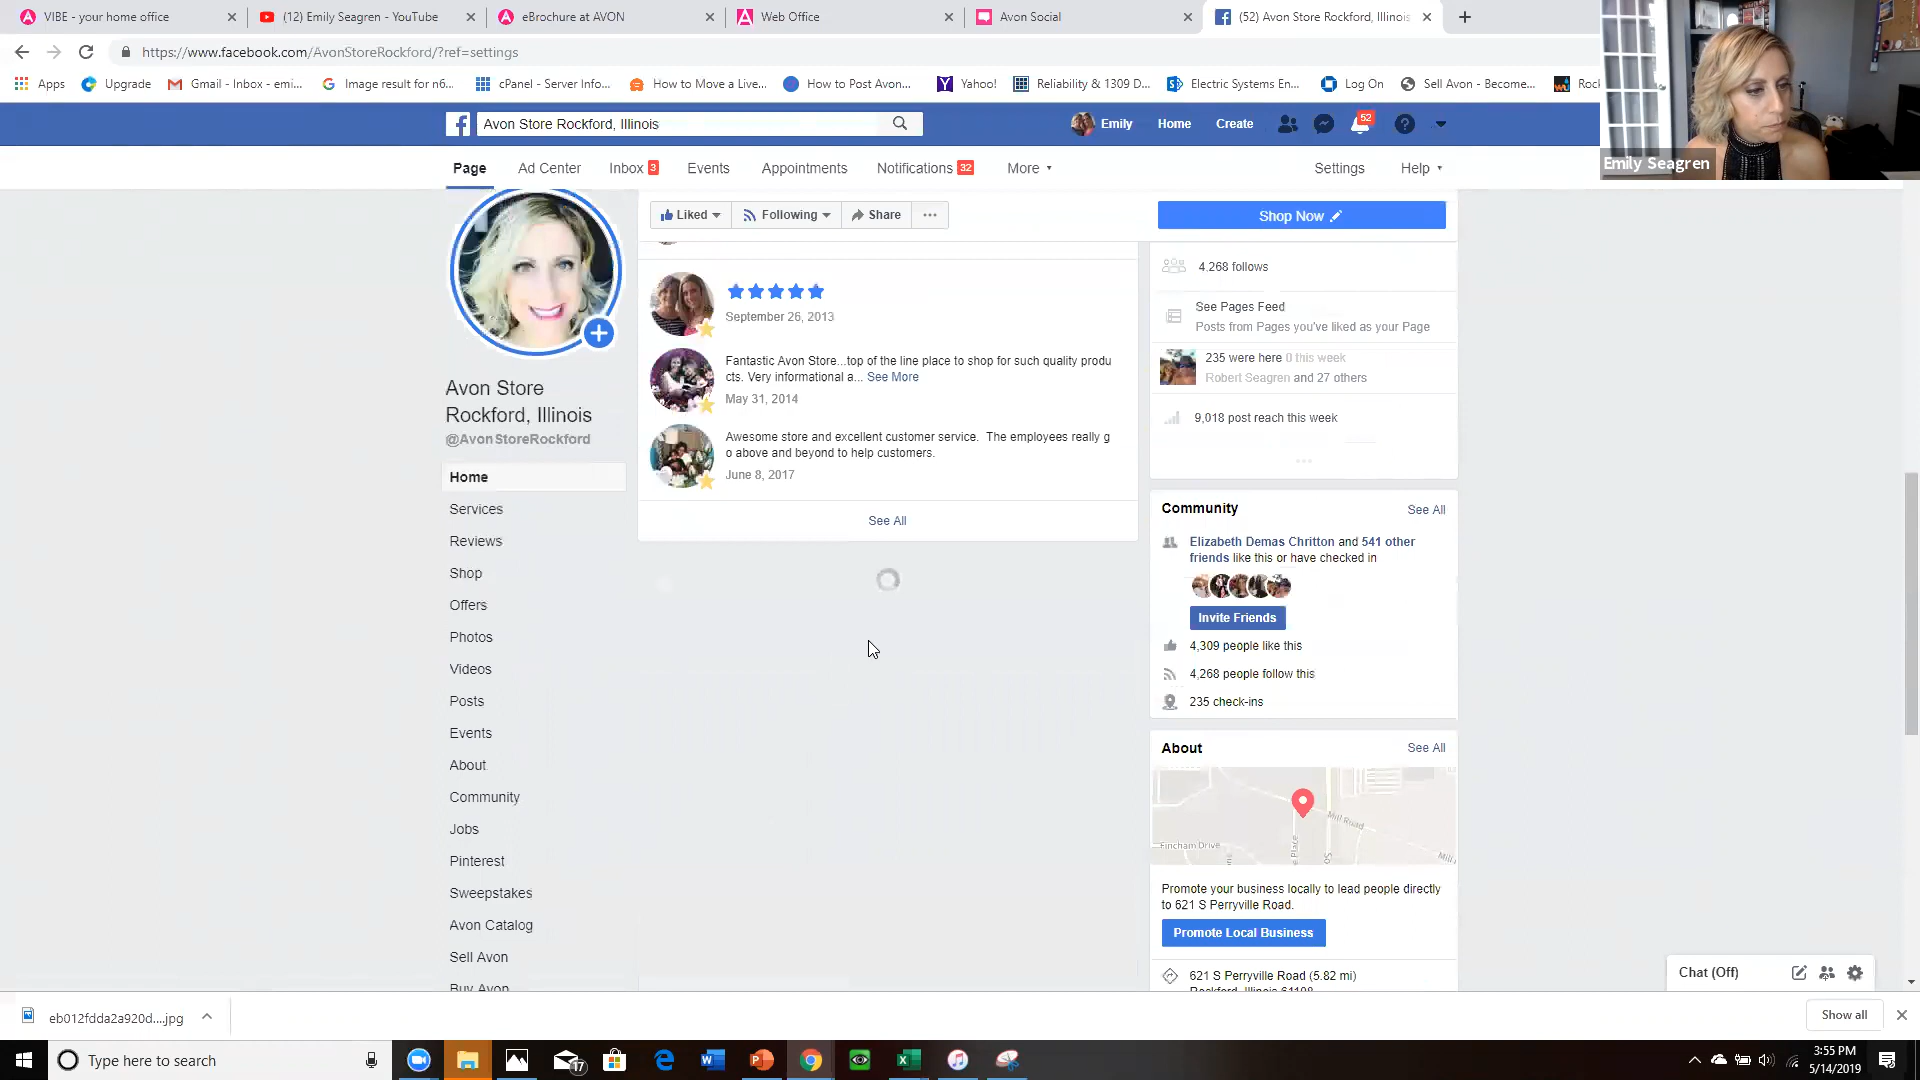 VIBE - your home office
(12) Emily Seagren - YouTube
eBrochure at AVON
Web Office
Avon Social
(52) Avon Store Rockford, Illinois
https://www.facebook.com/AvonStoreRockford/?ref=settings
Apps
Upgrade
Gmail - Inbox - emi...
Image result for n6...
cPanel - Server Info...
How to Move a Live...
How to Post Avon...
Yahoo!
Reliability & 1309 D...
Electric Systems En...
Log On
Sell Avon - Become...
Rock
Emily Seagren
Avon Store Rockford, Illinois
Emily
Home
Create
52
Page
Ad Center
Inbox 3
Events
Appointments
Notifications 32
More
Settings
Help
Liked
Following
Share
Shop Now
Avon Store
Rockford, Illinois
@AvonStoreRockford
Home
Services
Reviews
Shop
Offers
Photos
Videos
Posts
Events
About
Community
Jobs
Pinterest
Sweepstakes
Avon Catalog
Sell Avon
Buy Avon
September 26, 2013
Fantastic Avon Store...top of the line place to shop for such quality produ
cts. Very informational a... See More
May 31, 2014
Awesome store and excellent customer service. The employees really g
o above and beyond to help customers.
June 8, 2017
See All
4,268 follows
See Pages Feed
Posts from Pages you've liked as your Page
235 were here 0 this week
Robert Seagren and 27 others
9,018 post reach this week
Community
See All
Elizabeth Demas Chritton and 541 other
friends like this or have checked in
Invite Friends
4,309 people like this
4,268 people follow this
235 check-ins
About
See All
Mill Road
Fincham Drive
Promote your business locally to lead people directly
to 621 S Perryville Road.
Promote Local Business
621 S Perryville Road (5.82 mi)
Rockford, Illinois 61108
Chat (Off)
eb012fdda2a920d....jpg
Show all
Type here to search
17
3:55 PM
5/14/2019